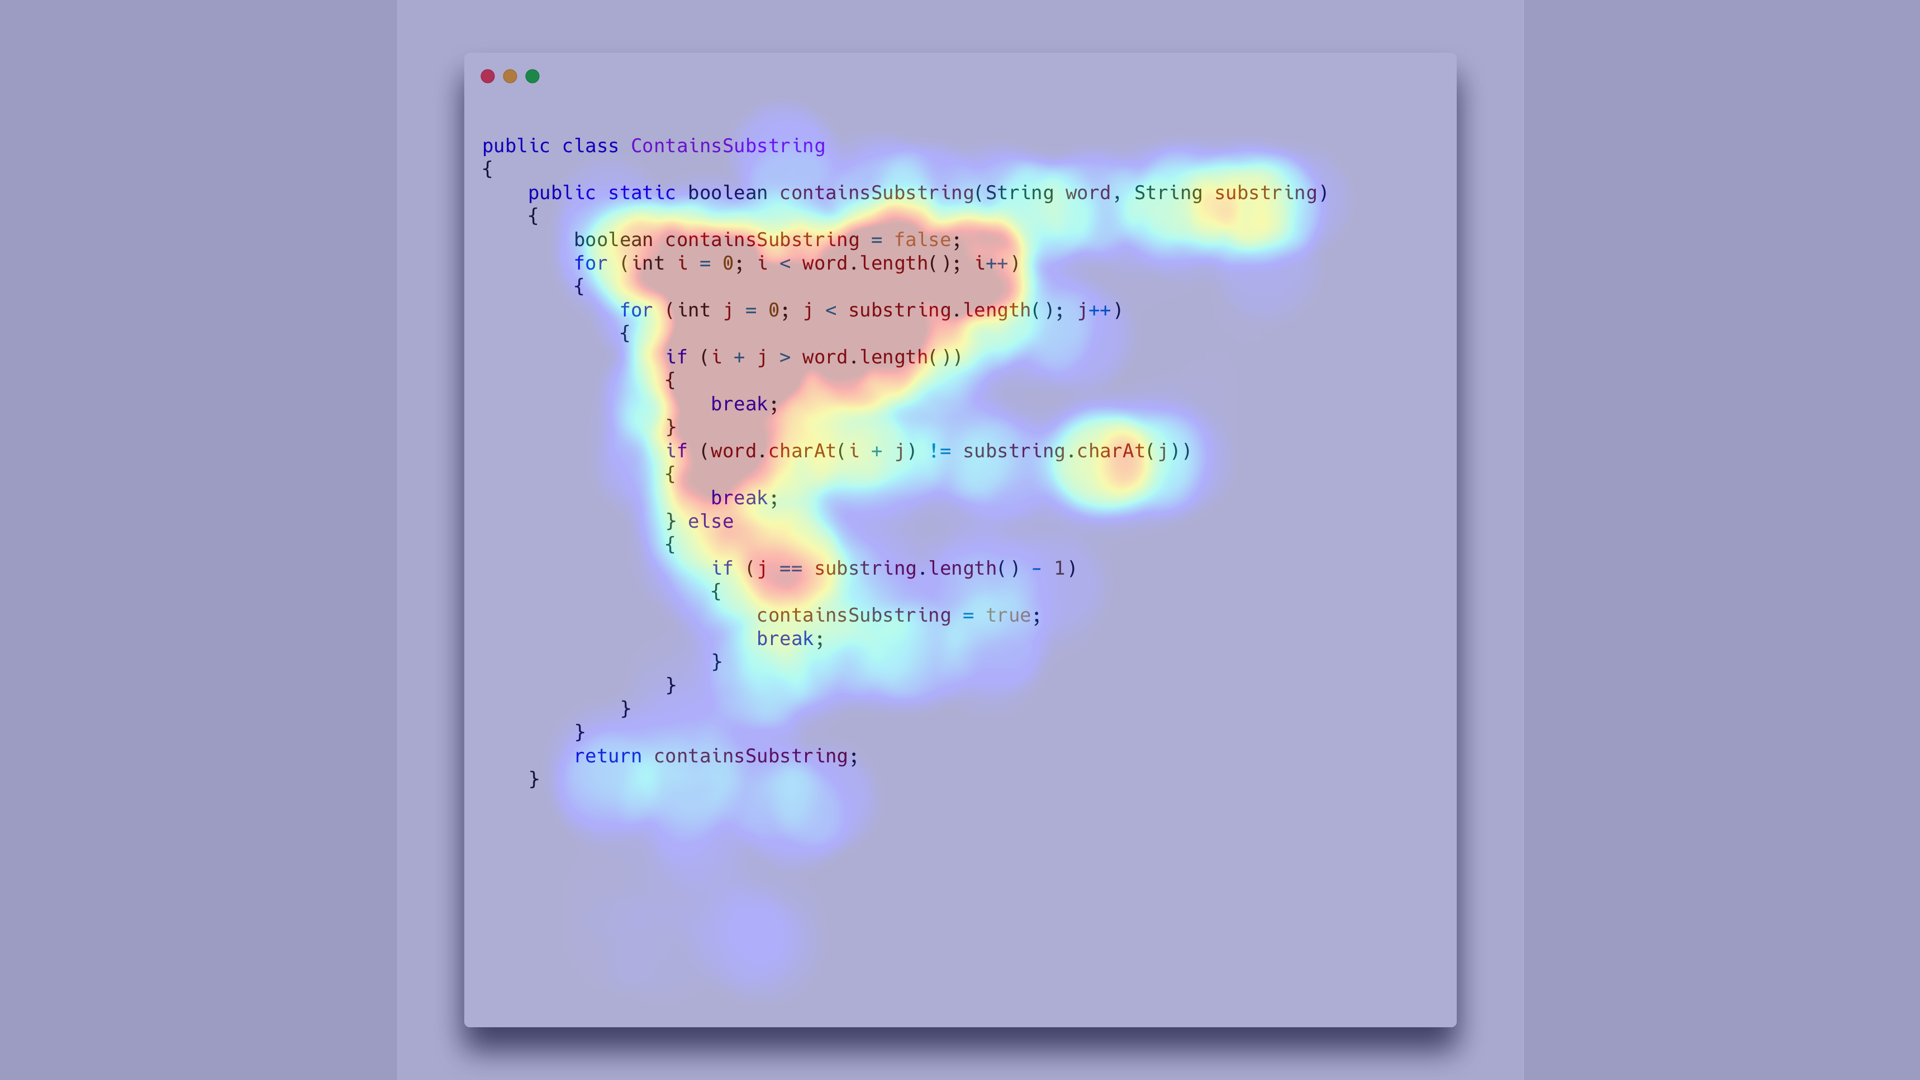 public class ContainsSubstring
{
    public static boolean containsSubstring(String word, String substring)
    {
        boolean containsSubstring = false;
        for (int i = 0; i < word.length(); i++)
        {
            for (int j = 0; j < substring.length(); j++)
            {
                if (i + j > word.length())
                {
                    break;
                }
                if (word.charAt(i + j) != substring.charAt(j))
                {
                    break;
                } else
                {
                    if (j == substring.length() - 1)
                    {
                        containsSubstring = true;
                        break;
                    }
                }
            }
        }
        return containsSubstring;
    }